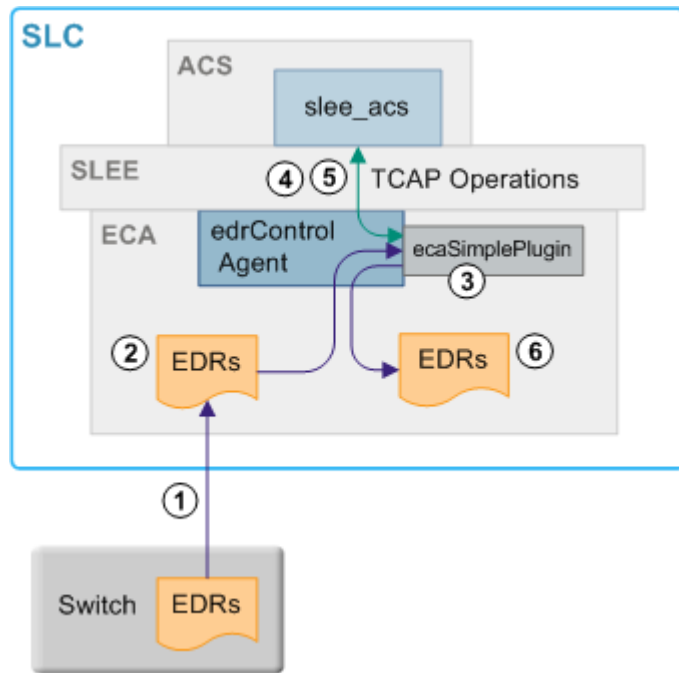 SLC
ACS
slee_acs
SLEE
4 5 TCAP Operations
ECA
edrControl
Agent
ecaSimplePlugin
3
2
EDRs
EDRs
6
1
Switch
EDRs